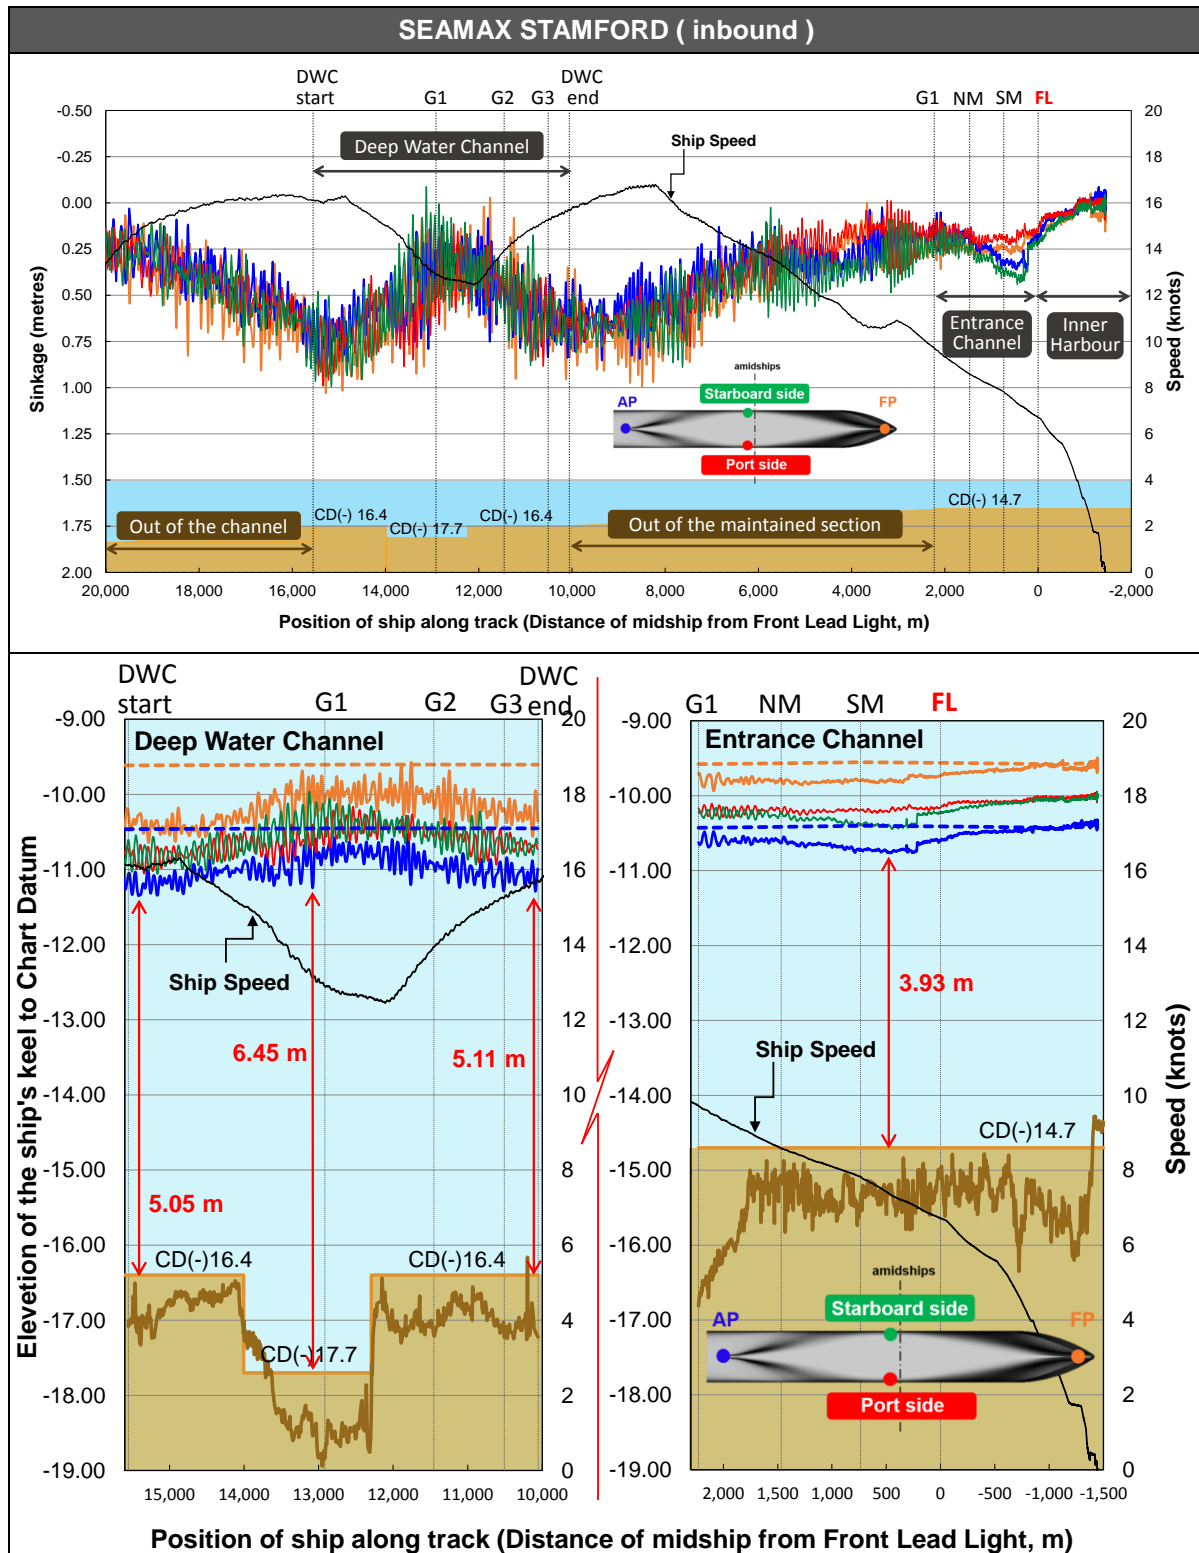 SEAMAX STAMFORD ( inbound )
DWC start G1 G2 G3 DWC end G1 NM SM FL
-0.50
-0.25
0.00
0.25
0.50
0.75
1.00
1.25
1.50
1.75
2.00
Sinkage (metres)
20
18
16
14
12
10
8
6
4
2
0
Speed (knots)
Deep Water Channel
Ship Speed
Entrance Channel
Inner Harbour
amidships
Starboard side
AP
FP
Port side
CD(-) 14.7
CD(-) 16.4
CD(-) 17.7
CD(-) 16.4
Out of the channel
Out of the maintained section
20,000 18,000 16,000 14,000 12,000 10,000 8,000 6,000 4,000 2,000 0 -2,000
Position of ship along track (Distance of midship from Front Lead Light, m)
DWC start G1 G2 G3 DWC end
-9.00
-10.00
-11.00
-12.00
-13.00
-14.00
-15.00
-16.00
-17.00
-18.00
-19.00
Elevetion of the ship's keel to Chart Datum
20
18
16
14
12
10
8
6
4
2
0
Deep Water Channel
Ship Speed
6.45 m
5.11 m
5.05 m
CD(-)16.4
CD(-)16.4
CD(-)17.7
15,000 14,000 13,000 12,000 11,000 10,000
G1 NM SM FL
-9.00
-10.00
-11.00
-12.00
-13.00
-14.00
-15.00
-16.00
-17.00
-18.00
-19.00
20
18
16
14
12
10
8
6
4
2
0
Speed (knots)
Entrance Channel
3.93 m
Ship Speed
CD(-)14.7
amidships
Starboard side
AP
FP
Port side
2,000 1,500 1,000 500 0 -500 -1,000 -1,500
Position of ship along track (Distance of midship from Front Lead Light, m)